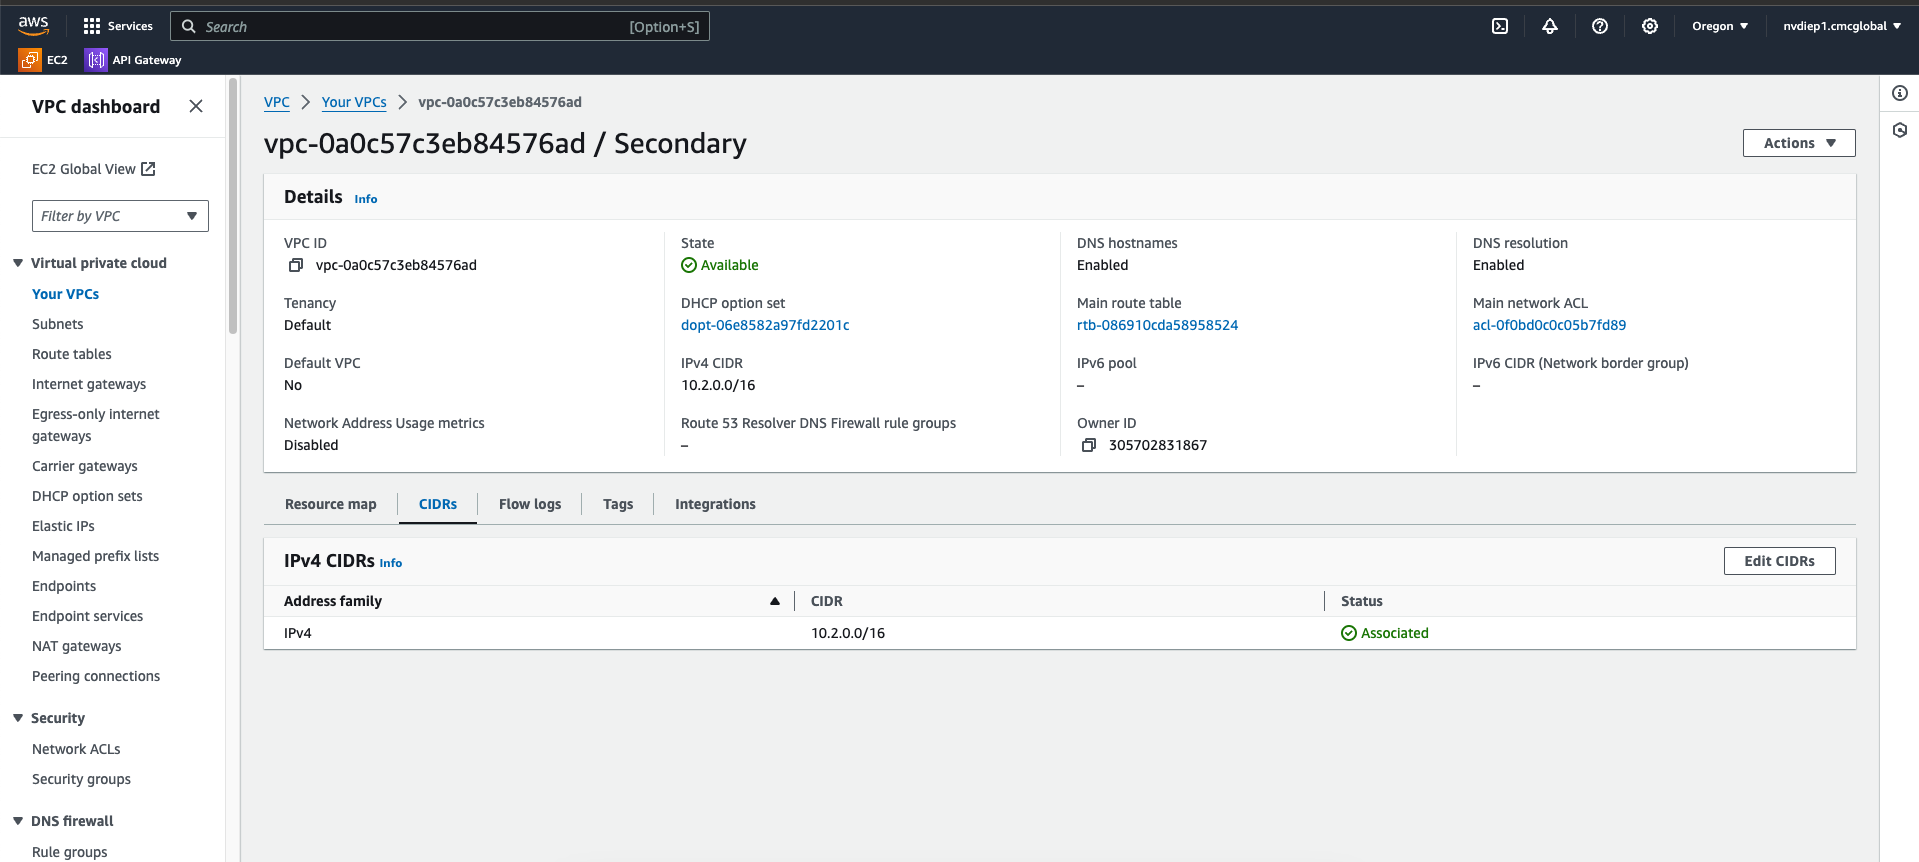 aws
Services
Search
[Option+S]
Oregon
nvdiep1.cmcglobal
EC2
API Gateway
VPC dashboard
EC2 Global View
Filter by VPC
Virtual private cloud
Your VPCs
Subnets
Route tables
Internet gateways
Egress-only internet
gateways
Carrier gateways
DHCP option sets
Elastic IPs
Managed prefix lists
Endpoints
Endpoint services
NAT gateways
Peering connections
Security
Network ACLs
Security groups
DNS firewall
Rule groups
VPC
Your VPCs
vpc-0a0c57c3eb84576ad
vpc-0a0c57c3eb84576ad / Secondary
Actions
Details Info
VPC ID
vpc-0a0c57c3eb84576ad
State
Available
DNS hostnames
Enabled
DNS resolution
Enabled
Tenancy
Default
DHCP option set
dopt-06e8582a97fd2201c
Main route table
rtb-086910cda58958524
Main network ACL
acl-0f0bd0c0c05b7fd89
Default VPC
No
IPv4 CIDR
10.2.0.0/16
IPv6 pool
–
IPv6 CIDR (Network border group)
–
Network Address Usage metrics
Disabled
Route 53 Resolver DNS Firewall rule groups
–
Owner ID
305702831867
Resource map
CIDRs
Flow logs
Tags
Integrations
IPv4 CIDRs Info
Edit CIDRs
Address family
CIDR
Status
IPv4
10.2.0.0/16
Associated